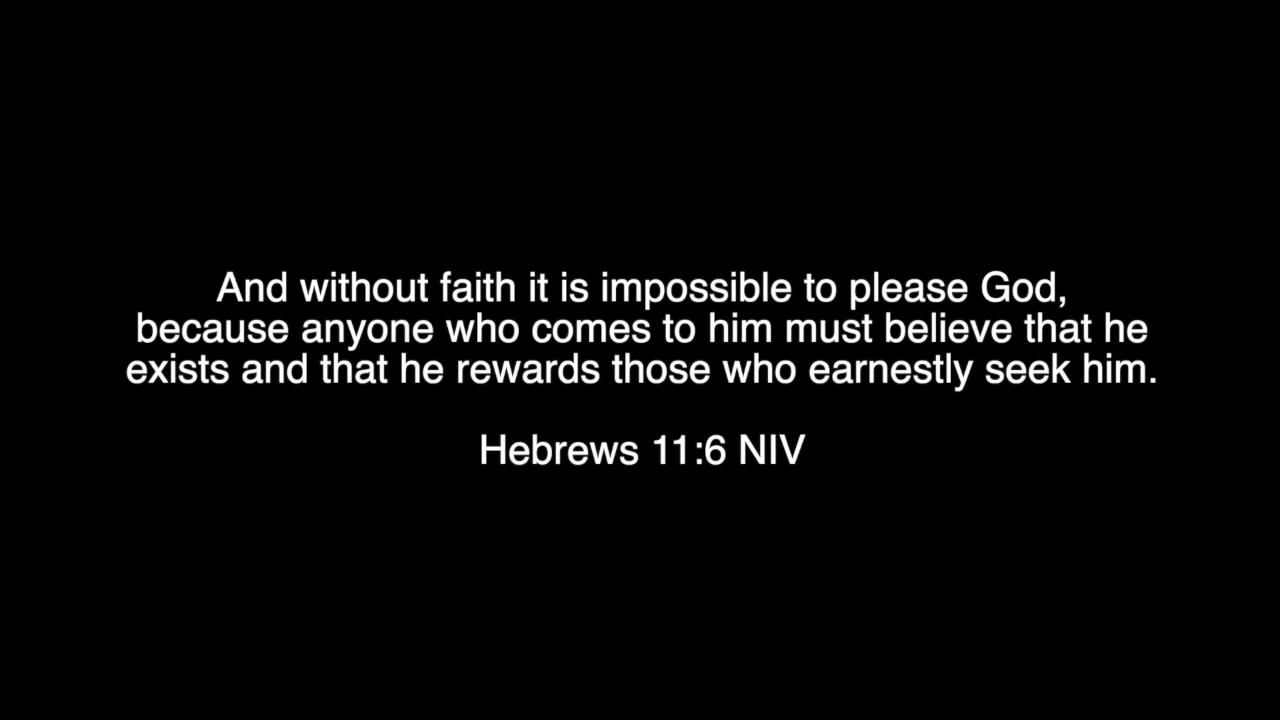 And without faith it is impossible to please God,
because anyone who comes to him must believe that he
exists and that he rewards those who earnestly seek him.
Hebrews 11:6 NIV